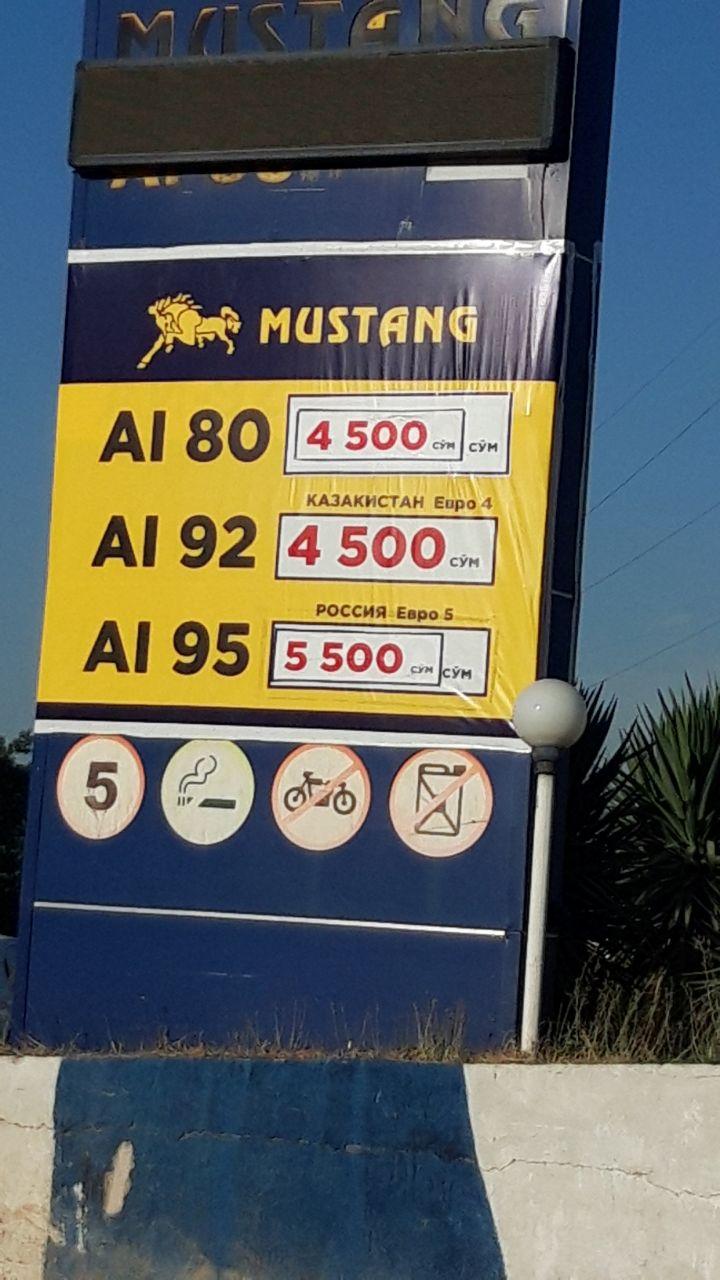 MUSTANG
MUSTANG
AI 80 4 500 сўм сўм
КАЗАКИСТАН Евро 4
AI 92 4 500 сўм
РОССИЯ Евро 5
AI 95 5 500 сўм сўм
5